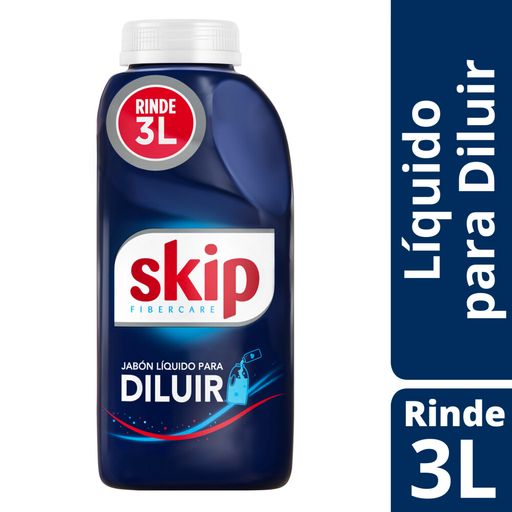 RINDE
3L
skip
FIBERCARE
JABÓN LÍQUIDO PARA
DILUIR
Líquido
para Diluir
Rinde
3L